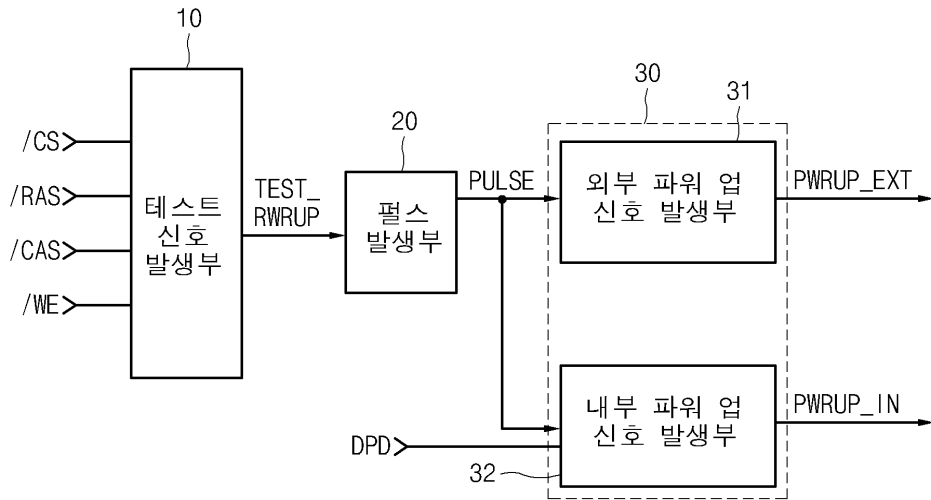 10
30
31
20
/CS
/RAS
/CAS
/WE
테스트
신호
발생부
TEST_
RWRUP
펄스
발생부
PULSE
외부 파워 업
신호 발생부
PWRUP_EXT
내부 파워 업
신호 발생부
PWRUP_IN
DPD
32